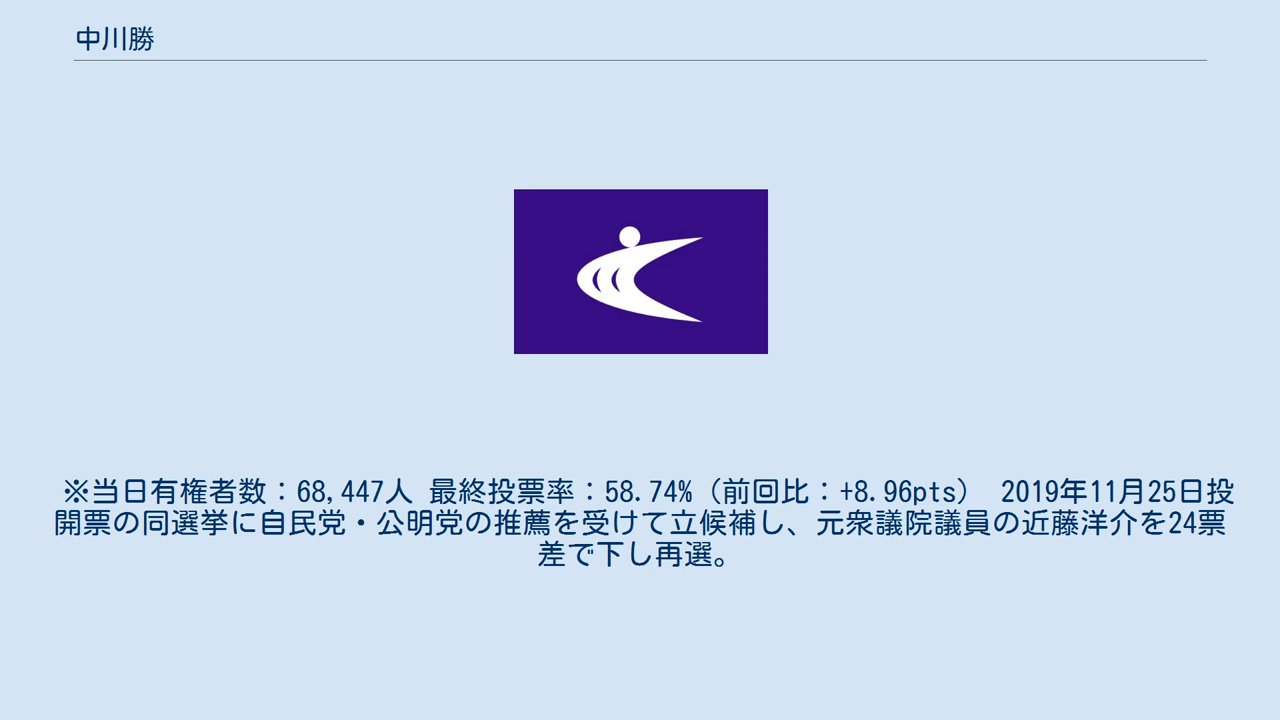 中川勝
※当日有権者数：68,447人 最終投票率：58.74%（前回比：+8.96pts） 2019年11月25日投
開票の同選挙に自民党・公明党の推薦を受けて立候補し、元衆議院議員の近藤洋介を24票
差で下し再選。